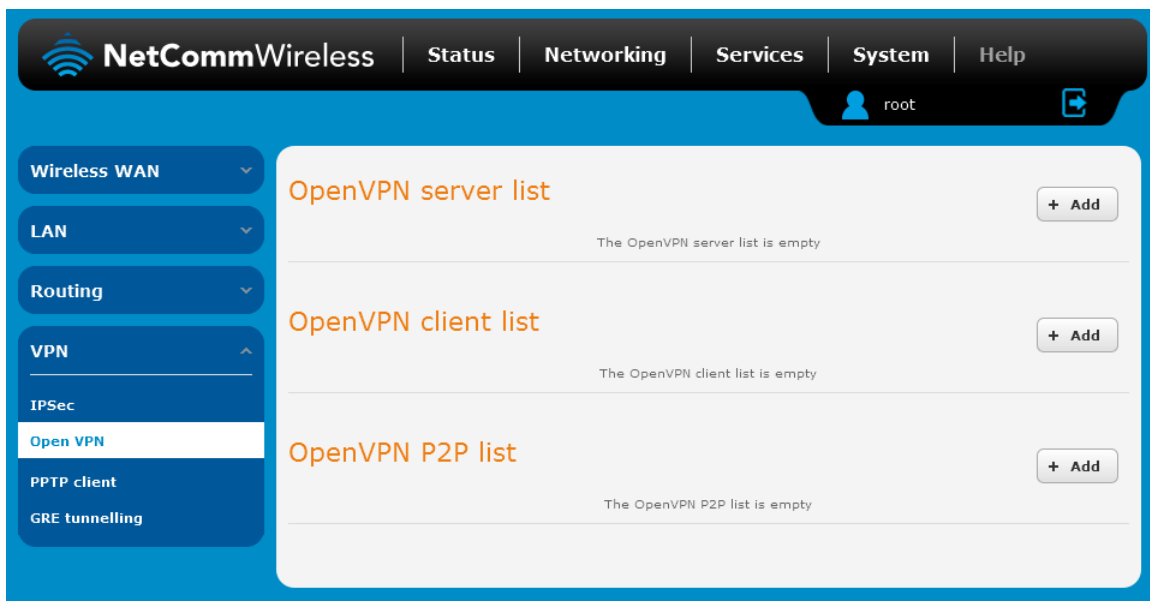 NetCommWireless
Status
Networking
Services
System
Help
root
Wireless WAN
LAN
Routing
VPN
IPSec
Open VPN
PPTP client
GRE tunnelling
OpenVPN server list
+ Add
The OpenVPN server list is empty
OpenVPN client list
+ Add
The OpenVPN client list is empty
OpenVPN P2P list
+ Add
The OpenVPN P2P list is empty